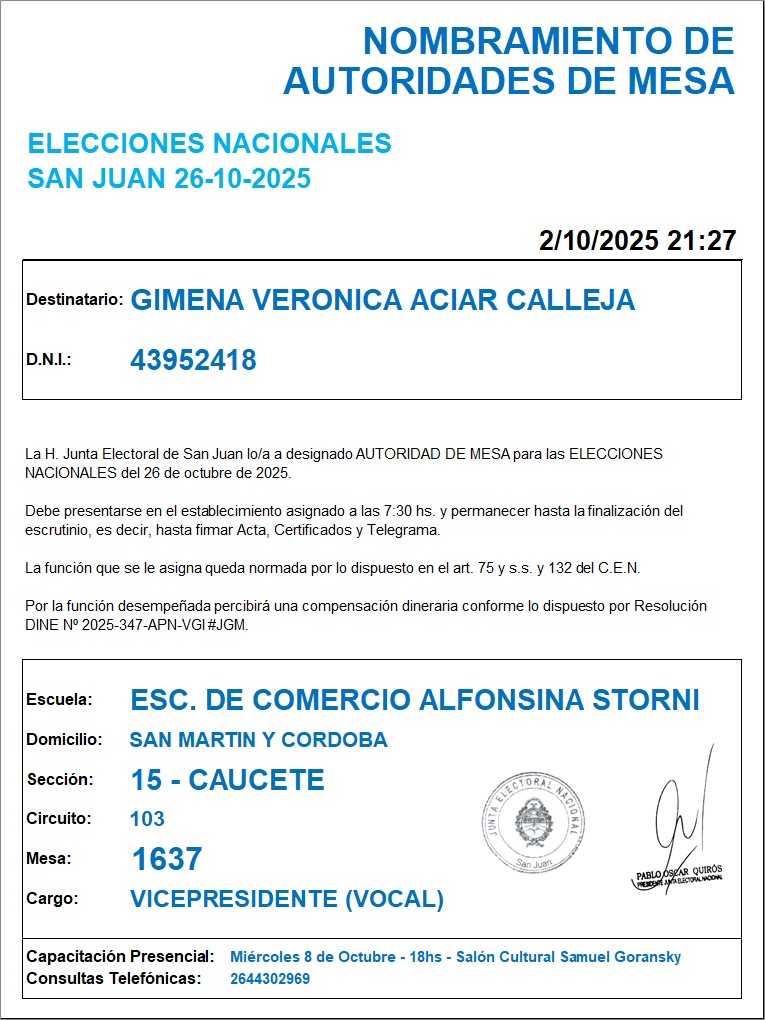 NOMBRAMIENTO DE
AUTORIDADES DE MESA
ELECCIONES NACIONALES
SAN JUAN 26-10-2025
2/10/2025 21:27
Destinatario: GIMENA VERONICA ACIAR CALLEJA
D.N.I.: 43952418
La H. Junta Electoral de San Juan lo/a a designado AUTORIDAD DE MESA para las ELECCIONES
NACIONALES del 26 de octubre de 2025.
Debe presentarse en el establecimiento asignado a las 7:30 hs. y permanecer hasta la finalización del
escrutinio, es decir, hasta firmar Acta, Certificados y Telegrama.
La función que se le asigna queda normada por lo dispuesto en el art. 75 y s.s. y 132 del C.E.N.
Por la función desempeñada percibirá una compensación dineraria conforme lo dispuesto por Resolución
DINE Nº 2025-347-APN-VGI#JGM.
Escuela: ESC. DE COMERCIO ALFONSINA STORNI
Domicilio: SAN MARTIN Y CORDOBA
Sección: 15 - CAUCETE
Circuito: 103
Mesa: 1637
Cargo: VICEPRESIDENTE (VOCAL)
JUNTA ELECTORAL NACIONAL
San Juan
PABLO OSCAR QUIRÓS
PRESIDENTE JUNTA ELECTORAL NACIONAL
Capacitación Presencial: Miércoles 8 de Octubre - 18hs - Salón Cultural Samuel Goransky
Consultas Telefónicas: 2644302969